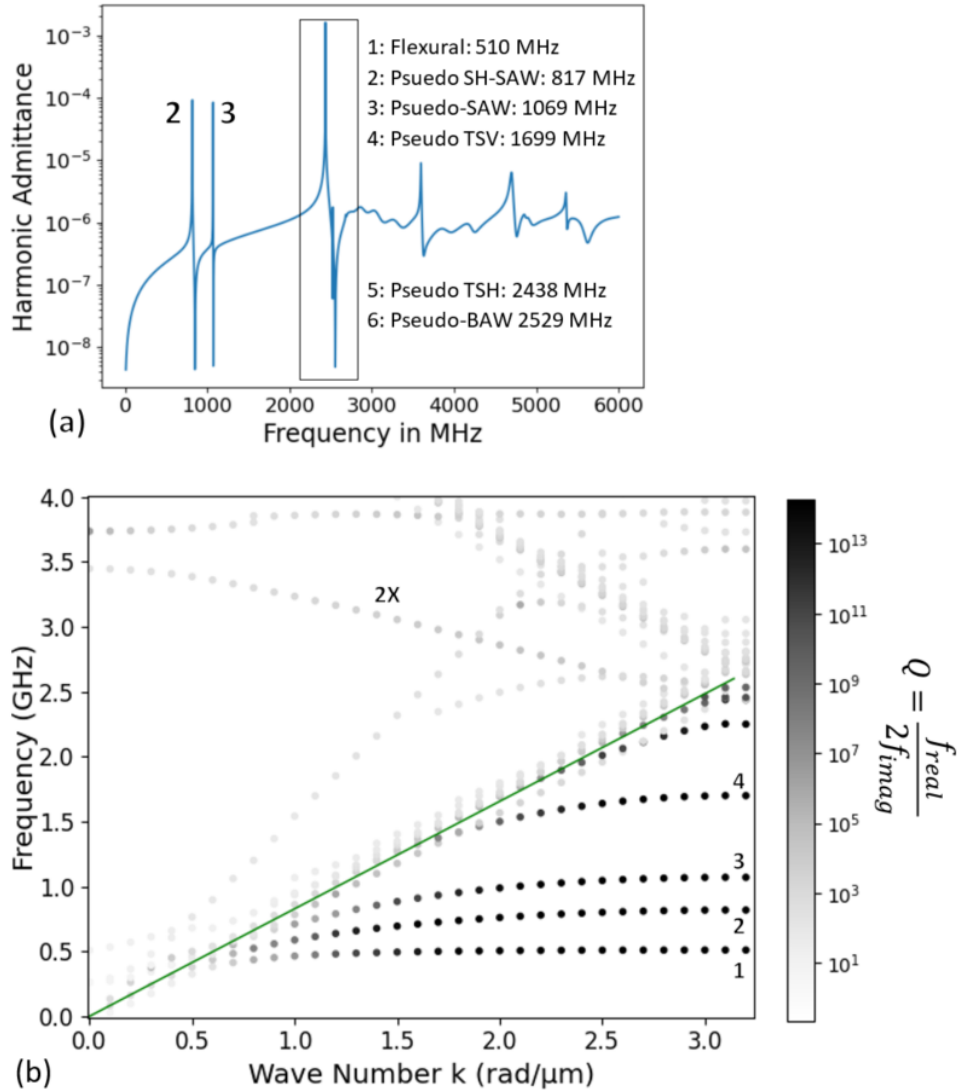 10⁻³
10⁻⁴
10⁻⁵
10⁻⁶
10⁻⁷
10⁻⁸
Harmonic Admittance
2 3
1: Flexural: 510 MHz
2: Psuedo SH-SAW: 817 MHz
3: Psuedo-SAW: 1069 MHz
4: Pseudo TSV: 1699 MHz
5: Pseudo TSH: 2438 MHz
6: Pseudo-BAW 2529 MHz
0 1000 2000 3000 4000 5000 6000
Frequency in MHz
(a)
4.0
3.5
3.0
2.5
2.0
1.5
1.0
0.5
0.0
Frequency (GHz)
2X
4
3
2
1
0.0 0.5 1.0 1.5 2.0 2.5 3.0
Wave Number k (rad/μm)
(b)
10¹³
10¹¹
10⁹
10⁷
10⁵
10³
10¹
Q = f_real / 2f_imag